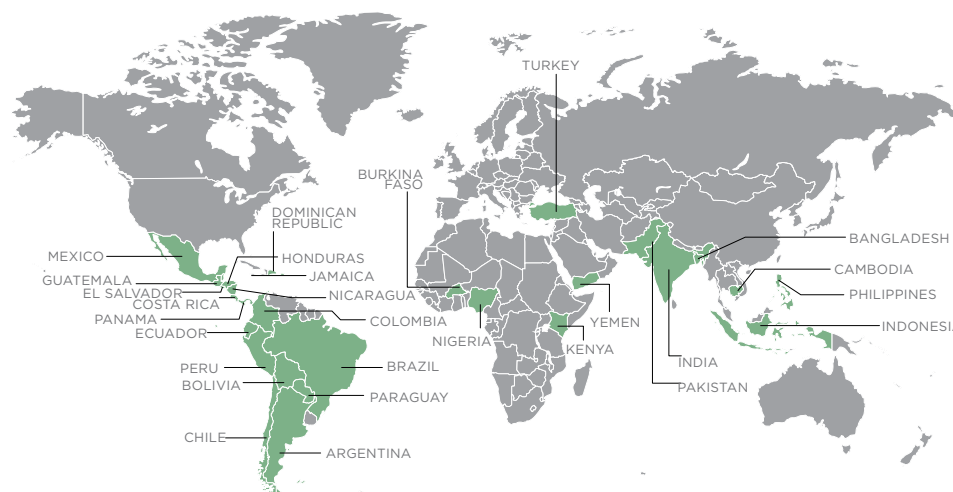 TURKEY
BURKINA
FASO
DOMINICAN
REPUBLIC
MEXICO
HONDURAS
GUATEMALA
JAMAICA
EL SALVADOR
NICARAGUA
COSTA RICA
PANAMA
COLOMBIA
ECUADOR
PERU
BRAZIL
BOLIVIA
PARAGUAY
CHILE
ARGENTINA
NIGERIA
YEMEN
KENYA
INDIA
PAKISTAN
BANGLADESH
CAMBODIA
PHILIPPINES
INDONESIA